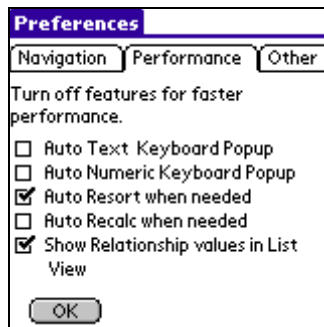 Preferences
Navigation Performance Other
Turn off features for faster
performance.
Auto Text Keyboard Popup
Auto Numeric Keyboard Popup
Auto Resort when needed
Auto Recalc when needed
Show Relationship values in List
View
OK